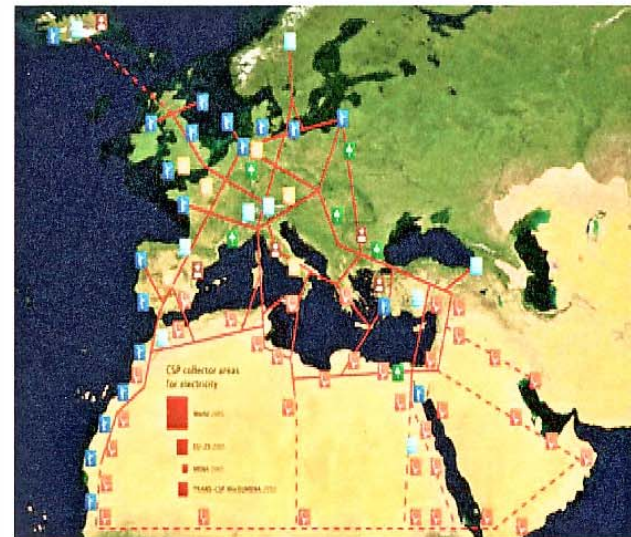 CSP collector areas
for electricity
World 2005
EU-25 2005
MENA 2005
TRANS-CSP Mix EUMENA 2050